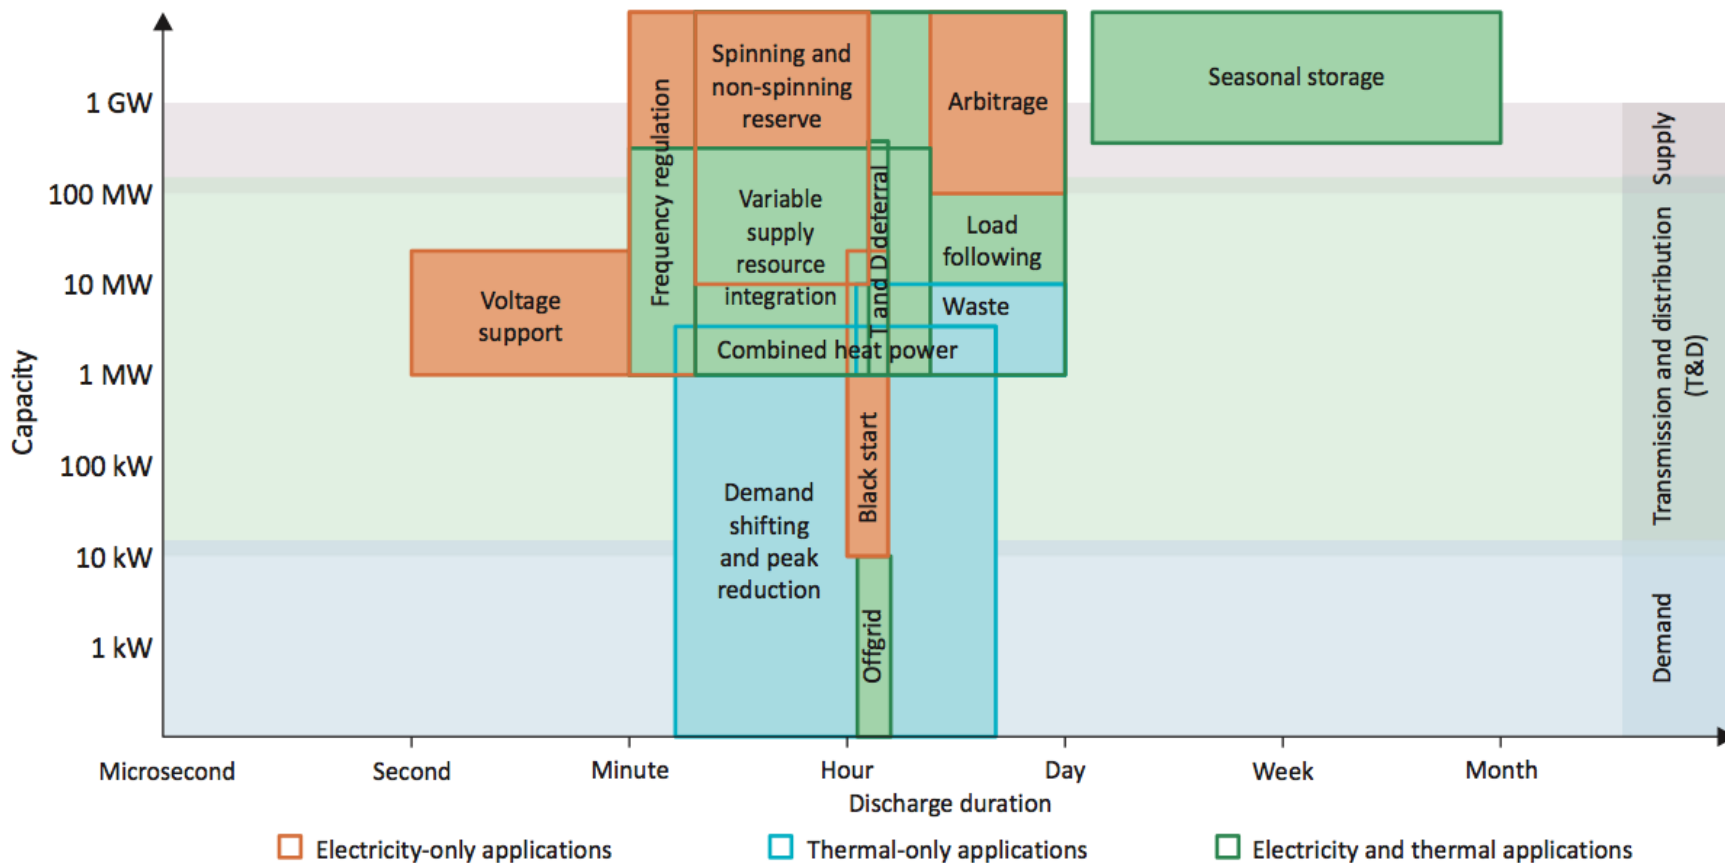 Spinning and
non-spinning
reserve
Seasonal storage
Arbitrage
Frequency regulation
Variable
supply
resource
integration
T and D deferral
Load
following
Voltage
support
Waste
Combined heat power
Black start
Demand
shifting
and peak
reduction
Offgrid
Supply
Transmission and distribution
(T&D)
Demand
Capacity
1 GW
100 MW
10 MW
1 MW
100 kW
10 kW
1 kW
Microsecond
Second
Minute
Hour
Day
Week
Month
Discharge duration
Electricity-only applications
Thermal-only applications
Electricity and thermal applications